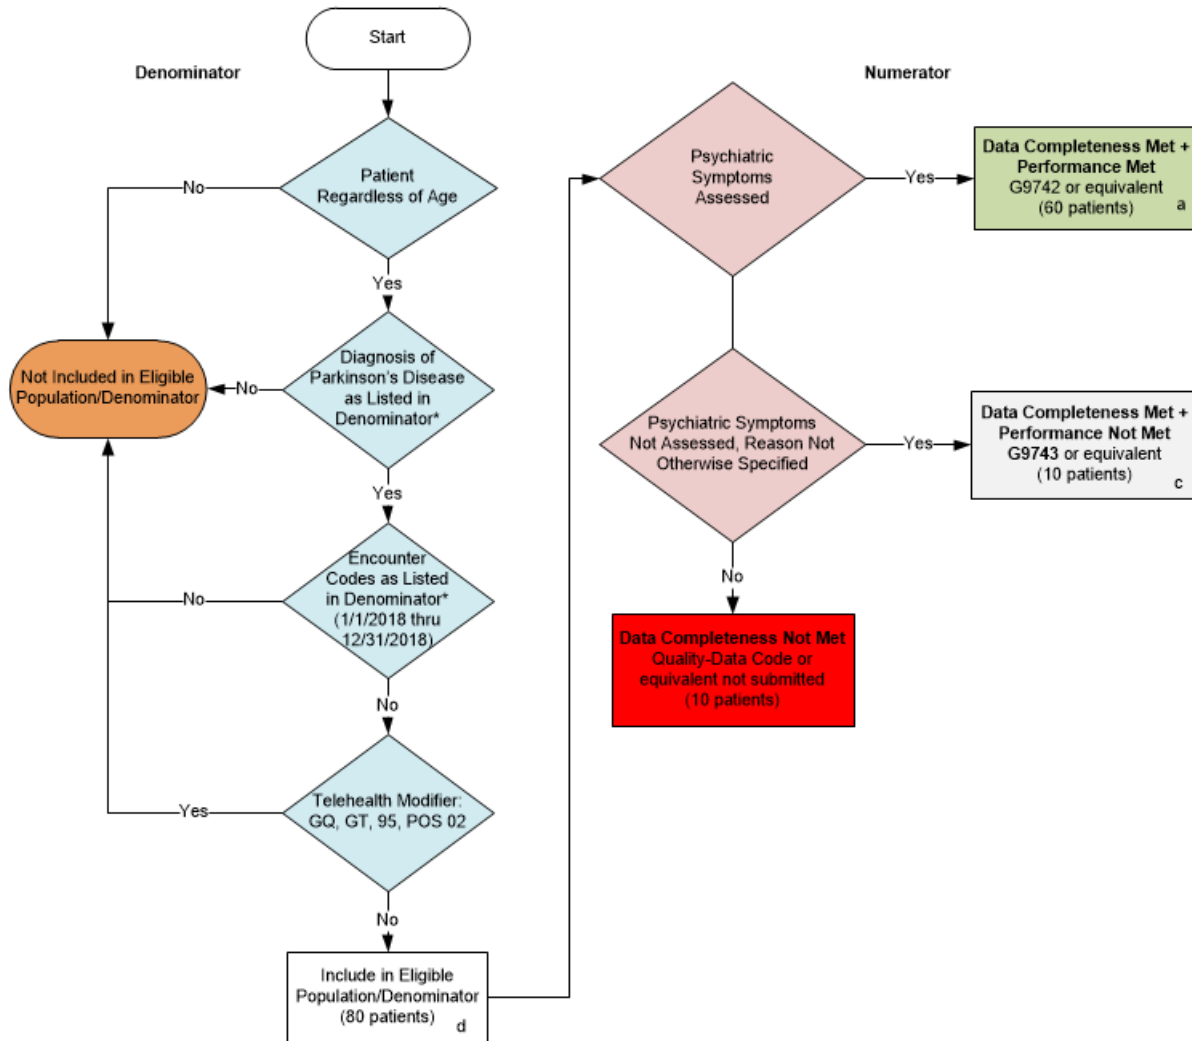 Start
Denominator
Numerator
Patient
Regardless of Age
No
Yes
Diagnosis of
Parkinson's Disease
as Listed in
Denominator*
No
Not Included in Eligible
Population/Denominator
Yes
Encounter
Codes as Listed
in Denominator*
(1/1/2018 thru
12/31/2018)
No
No
Telehealth Modifier:
GQ, GT, 95, POS 02
Yes
No
Include in Eligible
Population/Denominator
(80 patients)
d
Psychiatric
Symptoms
Assessed
Yes
Data Completeness Met +
Performance Met
G9742 or equivalent
(60 patients)
a
Psychiatric Symptoms
Not Assessed, Reason Not
Otherwise Specified
Yes
Data Completeness Met +
Performance Not Met
G9743 or equivalent
(10 patients)
c
No
Data Completeness Not Met
Quality-Data Code or
equivalent not submitted
(10 patients)